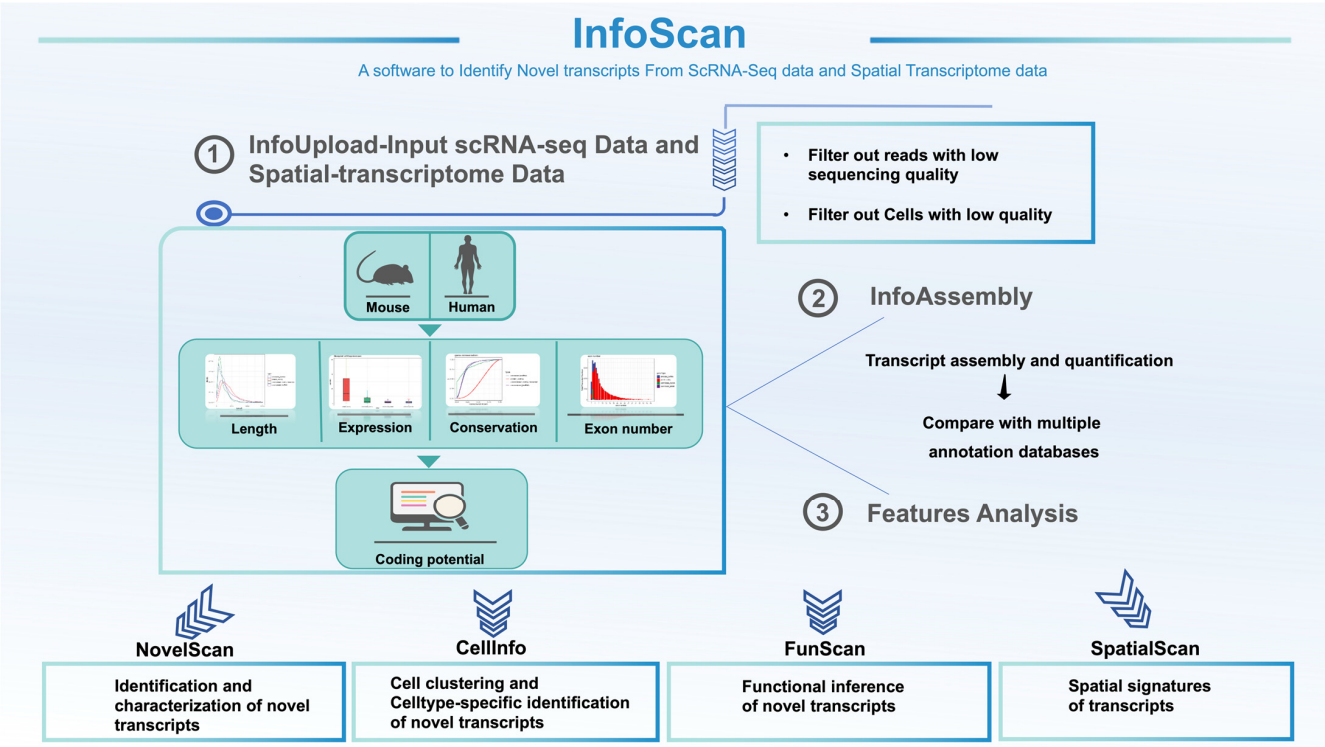 InfoScan
A software to Identify Novel transcripts From ScRNA-Seq data and Spatial Transcriptome data
1
InfoUpload-Input scRNA-seq Data and
Spatial-transcriptome Data
• Filter out reads with low
sequencing quality
• Filter out Cells with low quality
Mouse
Human
Length
Expression
Conservation
Exon number
Coding potential
2
InfoAssembly
Transcript assembly and quantification
Compare with multiple
annotation databases
3
Features Analysis
NovelScan
Identification and
characterization of novel
transcripts
CellInfo
Cell clustering and
Celltype-specific identification
of novel transcripts
FunScan
Functional inference
of novel transcripts
SpatialScan
Spatial signatures
of transcripts